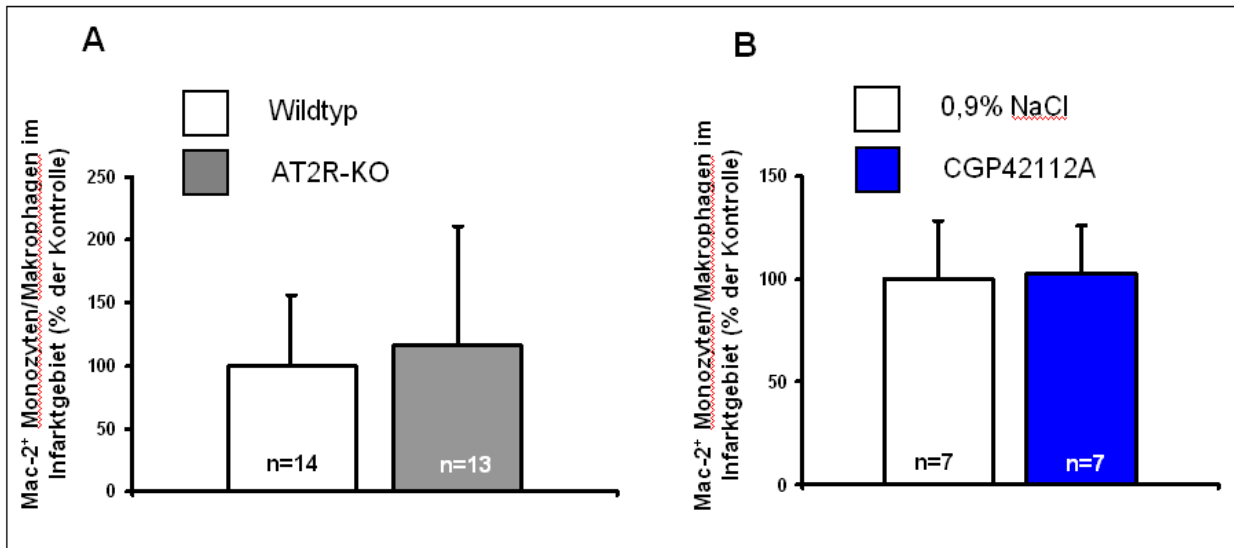 A
Wildtyp
AT2R-KO
Mac-2⁺ Monozyten/Makrophagen im
Infarktgebiet (% der Kontrolle)
250
200
150
100
50
0
n=14
n=13
B
0,9% NaCl
CGP42112A
Mac-2⁺ Monozyten/Makrophagen im
Infarktgebiet (% der Kontrolle)
150
100
50
0
n=7
n=7